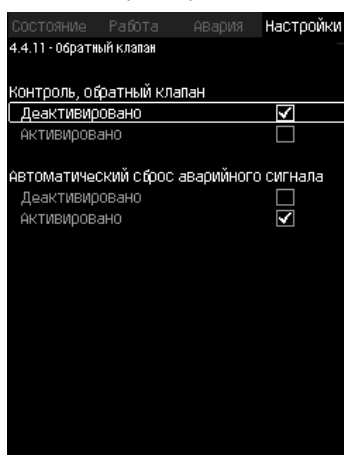 Состояние Работа Авария Настройки
4.4.11 - Обратный клапан
Контроль, обратный клапан
Деактивировано
Активировано
Автоматический сброс аварийного сигнала
Деактивировано
Активировано